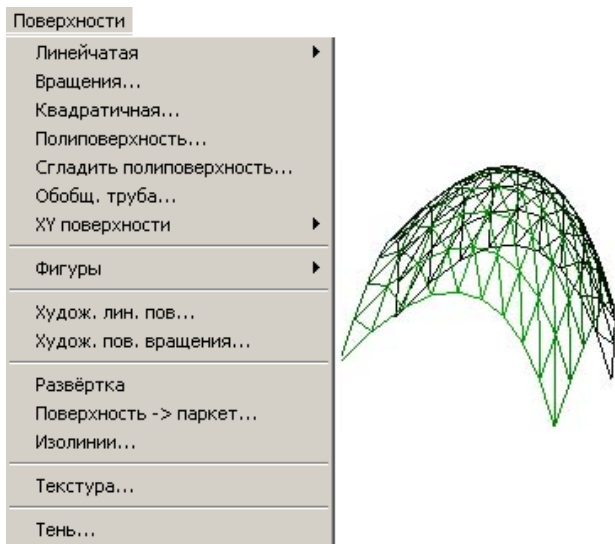 Поверхности
Линейчатая
Вращения...
Квадратичная...
Полиповерхность...
Сгладить полиповерхность...
Обобщ. труба...
XY поверхности
Фигуры
Худож. лин. пов...
Худож. пов. вращения...
Развёртка
Поверхность -> паркет...
Изолинии...
Текстура...
Тень...